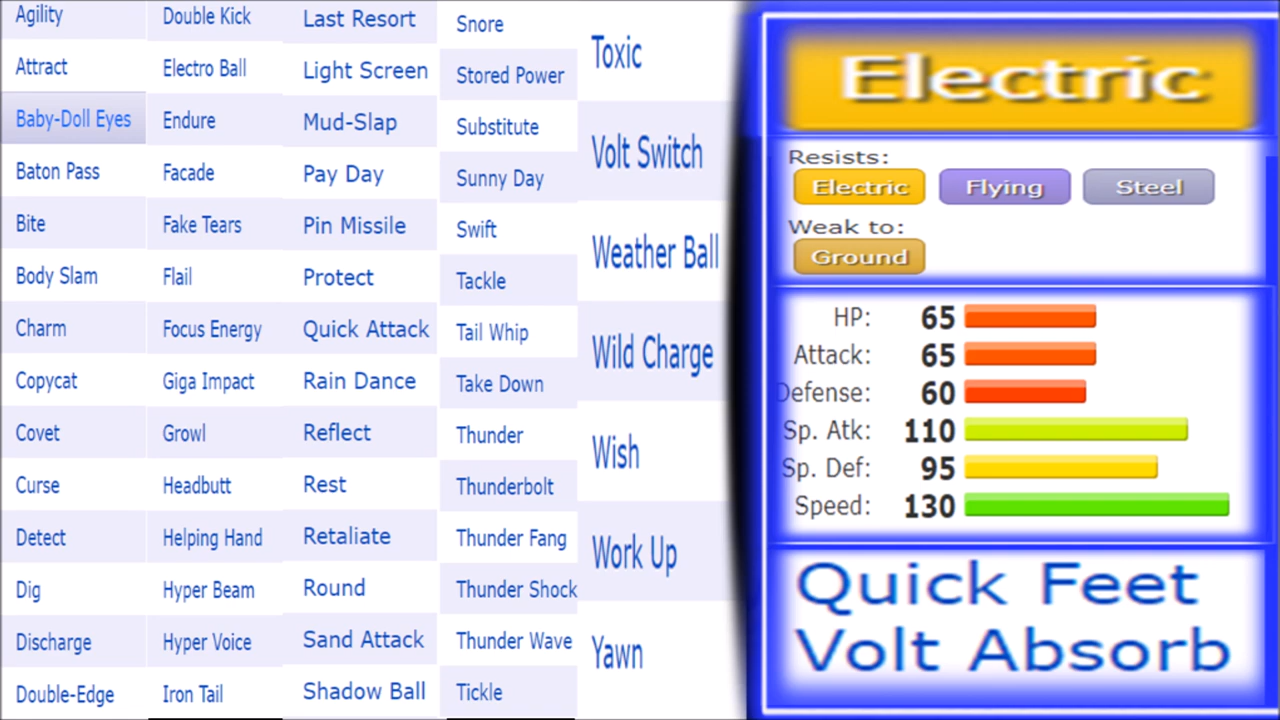 Agility
Attract
Baby-Doll Eyes
Baton Pass
Bite
Body Slam
Charm
Copycat
Covet
Curse
Detect
Dig
Discharge
Double-Edge
Double Kick
Electro Ball
Endure
Facade
Fake Tears
Flail
Focus Energy
Giga Impact
Growl
Headbutt
Helping Hand
Hyper Beam
Hyper Voice
Iron Tail
Last Resort
Light Screen
Mud-Slap
Pay Day
Pin Missile
Protect
Quick Attack
Rain Dance
Reflect
Rest
Retaliate
Round
Sand Attack
Shadow Ball
Snore
Stored Power
Substitute
Sunny Day
Swift
Tackle
Tail Whip
Take Down
Thunder
Thunderbolt
Thunder Fang
Thunder Shock
Thunder Wave
Tickle
Toxic
Volt Switch
Weather Ball
Wild Charge
Wish
Work Up
Yawn
Electric
Resists:
Electric Flying Steel
Weak to:
Ground
HP: 65
Attack: 65
Defense: 60
Sp. Atk: 110
Sp. Def: 95
Speed: 130
Quick Feet
Volt Absorb